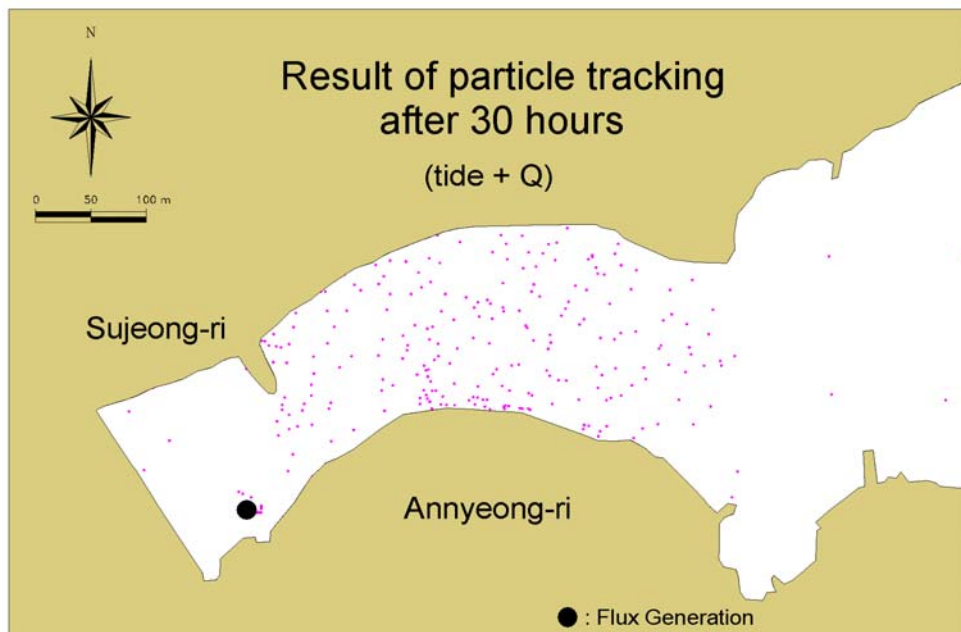 N
Result of particle tracking
after 30 hours
(tide + Q)
0 50 100 m
Sujeong-ri
Annyeong-ri
: Flux Generation